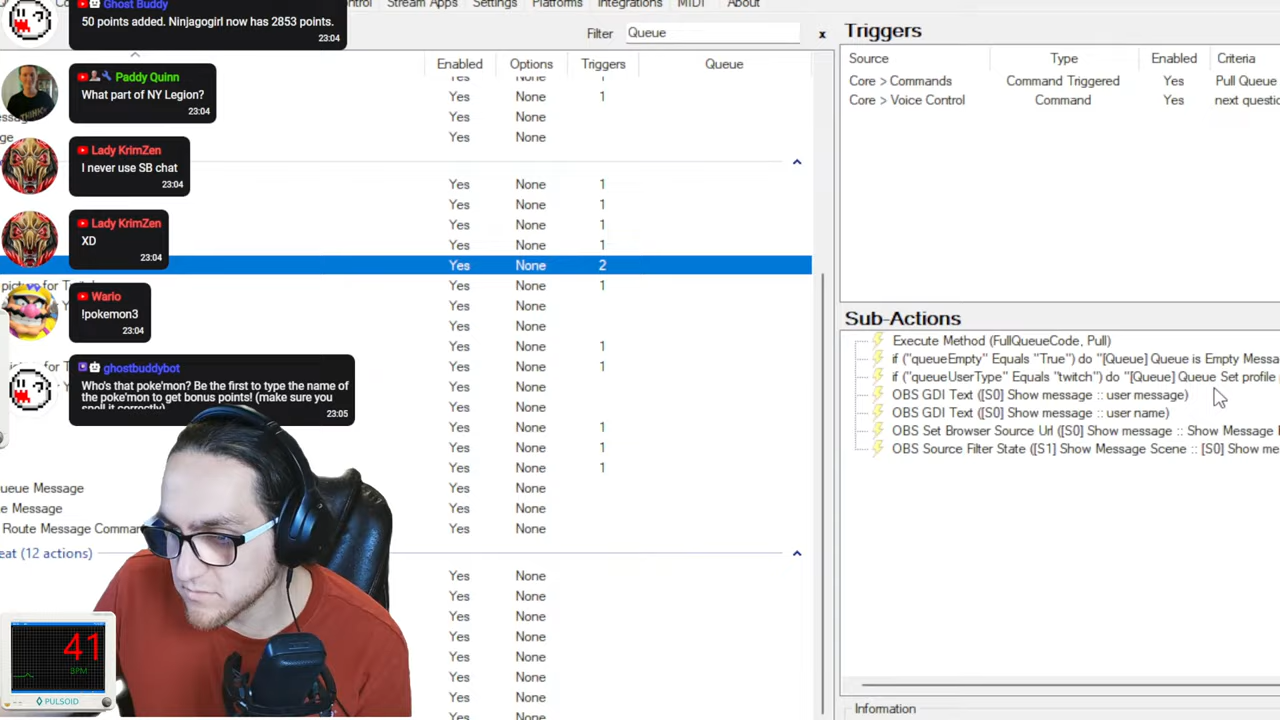 Stream Apps
Settings
Platforms
Integrations
MIDI
About
Ghost Buddy
50 points added. Ninjagogirl now has 2853 points.
23:04
Paddy Quinn
What part of NY Legion?
23:04
Lady KrimZen
I never use SB chat
23:04
Lady KrimZen
XD
23:04
Wario
!pokemon3
23:04
ghostbuddybot
Who's that poke'mon? Be the first to type the name of
the poke'mon to get bonus points! (make sure you
spell it correctly)
23:05
Filter Queue x
Enabled Options Triggers Queue
Yes None 1
Yes None
Yes None
Yes None 1
Yes None 1
Yes None 1
Yes None 1
Yes None 2
Yes None 1
Yes None
Yes None
Yes None 1
Yes None 1
Yes None 1
Yes None 1
Yes None 1
ueue Message Yes None
e Message Yes None
Route Message Comman Yes None
eat (12 actions)
Yes None
Yes None
Yes None
Yes None
Yes None
Yes None
Yes None
Yes None
Triggers
Source Type Enabled Criteria
Core > Commands Command Triggered Yes Pull Queue
Core > Voice Control Command Yes next questio
Sub-Actions
Execute Method (FullQueueCode, Pull)
if ("queueEmpty" Equals "True") do "[Queue] Queue is Empty Messa
if ("queueUserType" Equals "twitch") do "[Queue] Queue Set profile
OBS GDI Text ([S0] Show message :: user message)
OBS GDI Text ([S0] Show message :: user name)
OBS Set Browser Source Url ([S0] Show message :: Show Message
OBS Source Filter State ([S1] Show Message Scene :: [S0] Show me
Information
41
BPM
PULSOID